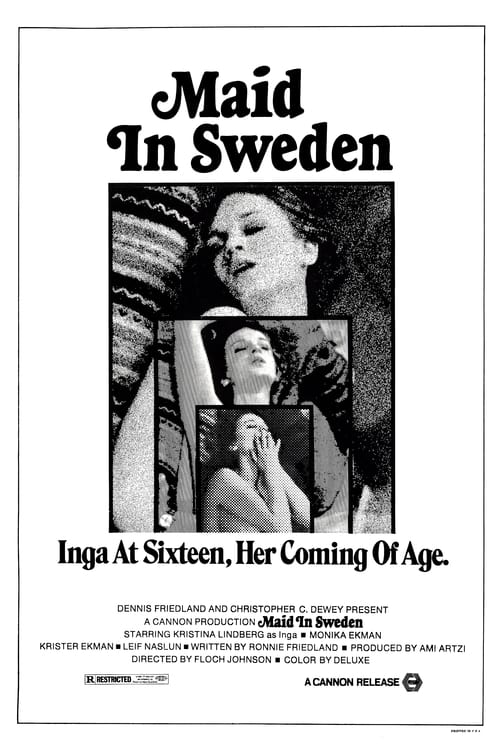 Maid
In Sweden
Inga At Sixteen, Her Coming Of Age.
DENNIS FRIEDLAND AND CHRISTOPHER C. DEWEY PRESENT
A CANNON PRODUCTION Maid In Sweden
STARRING KRISTINA LINDBERG as Inga ■ MONIKA EKMAN
KRISTER EKMAN ■ LEIF NASLUN ■ WRITTEN BY RONNIE FRIEDLAND ■ PRODUCED BY AMI ARTZI
DIRECTED BY FLOCH JOHNSON ■ COLOR BY DELUXE
R RESTRICTED
A CANNON RELEASE
PRINTED IN U.S.A.